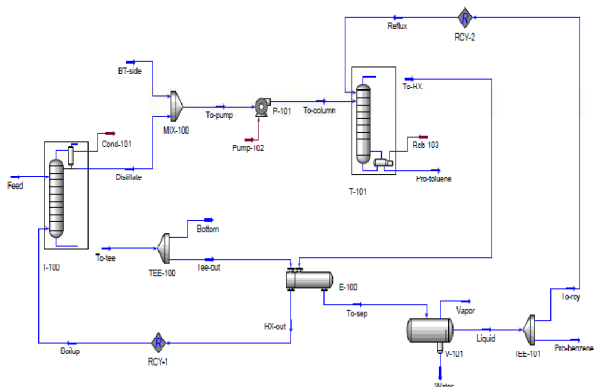 Reflux
RCY-2
BT-side
To-HX
MIX-100
To-pump
P-101
To-column
Cond-101
Pump-102
Reb-103
Feed
Distillate
T-101
Pro-toluene
Bottom
T-100
To-tee
TEE-100
Tee-out
E-100
To-sep
To-rcy
Vapor
HX-out
Boilup
RCY-1
V-101
Liquid
TEE-101
Pro-benzene
Water